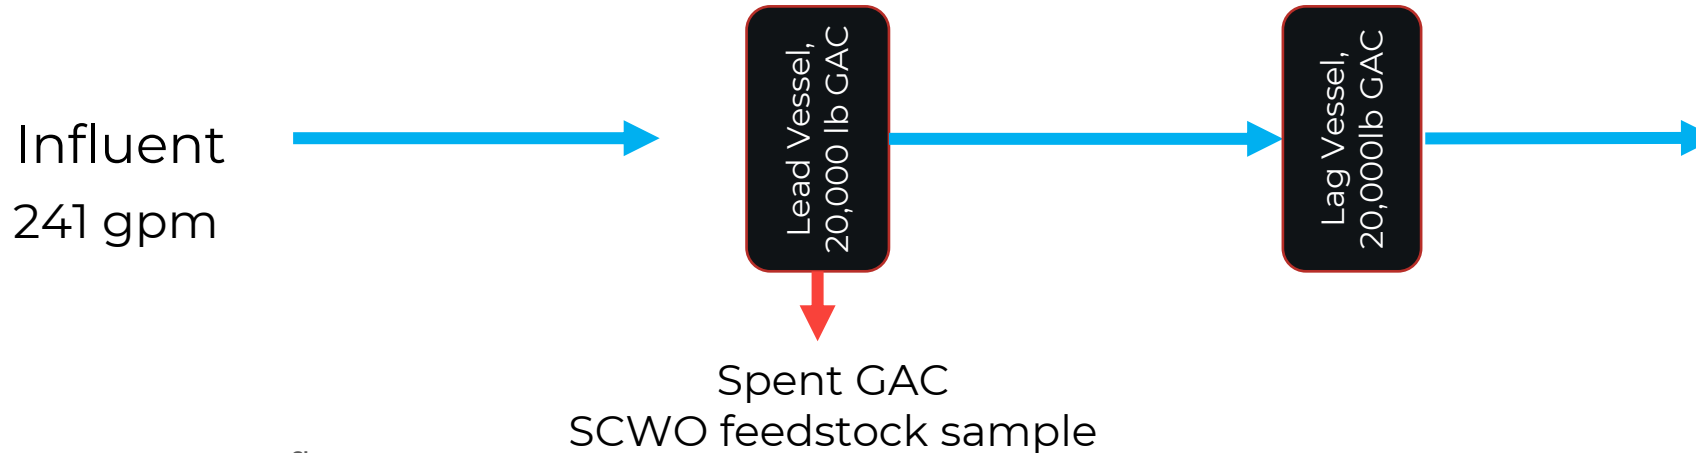 Influent
241 gpm
Lead Vessel,
20,000 lb GAC
Lag Vessel,
20,000lb GAC
Spent GAC
SCWO feedstock sample